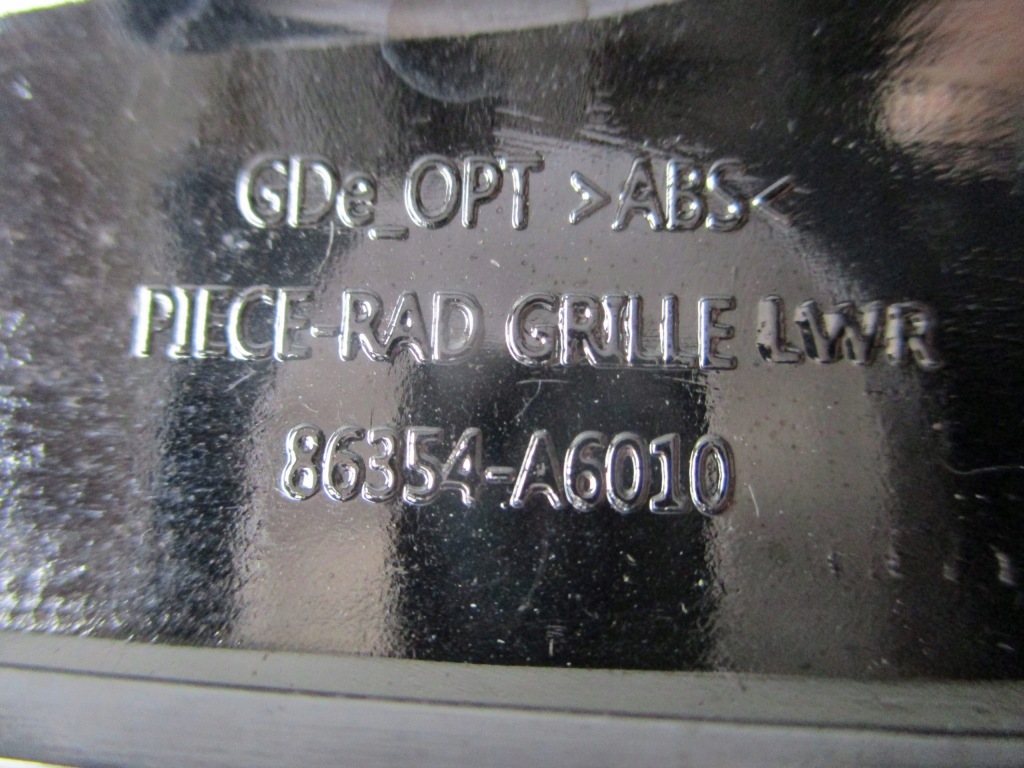 GDe_OPT >ABS<
PIECE-RAD GRILLE LWR
86354-A6010